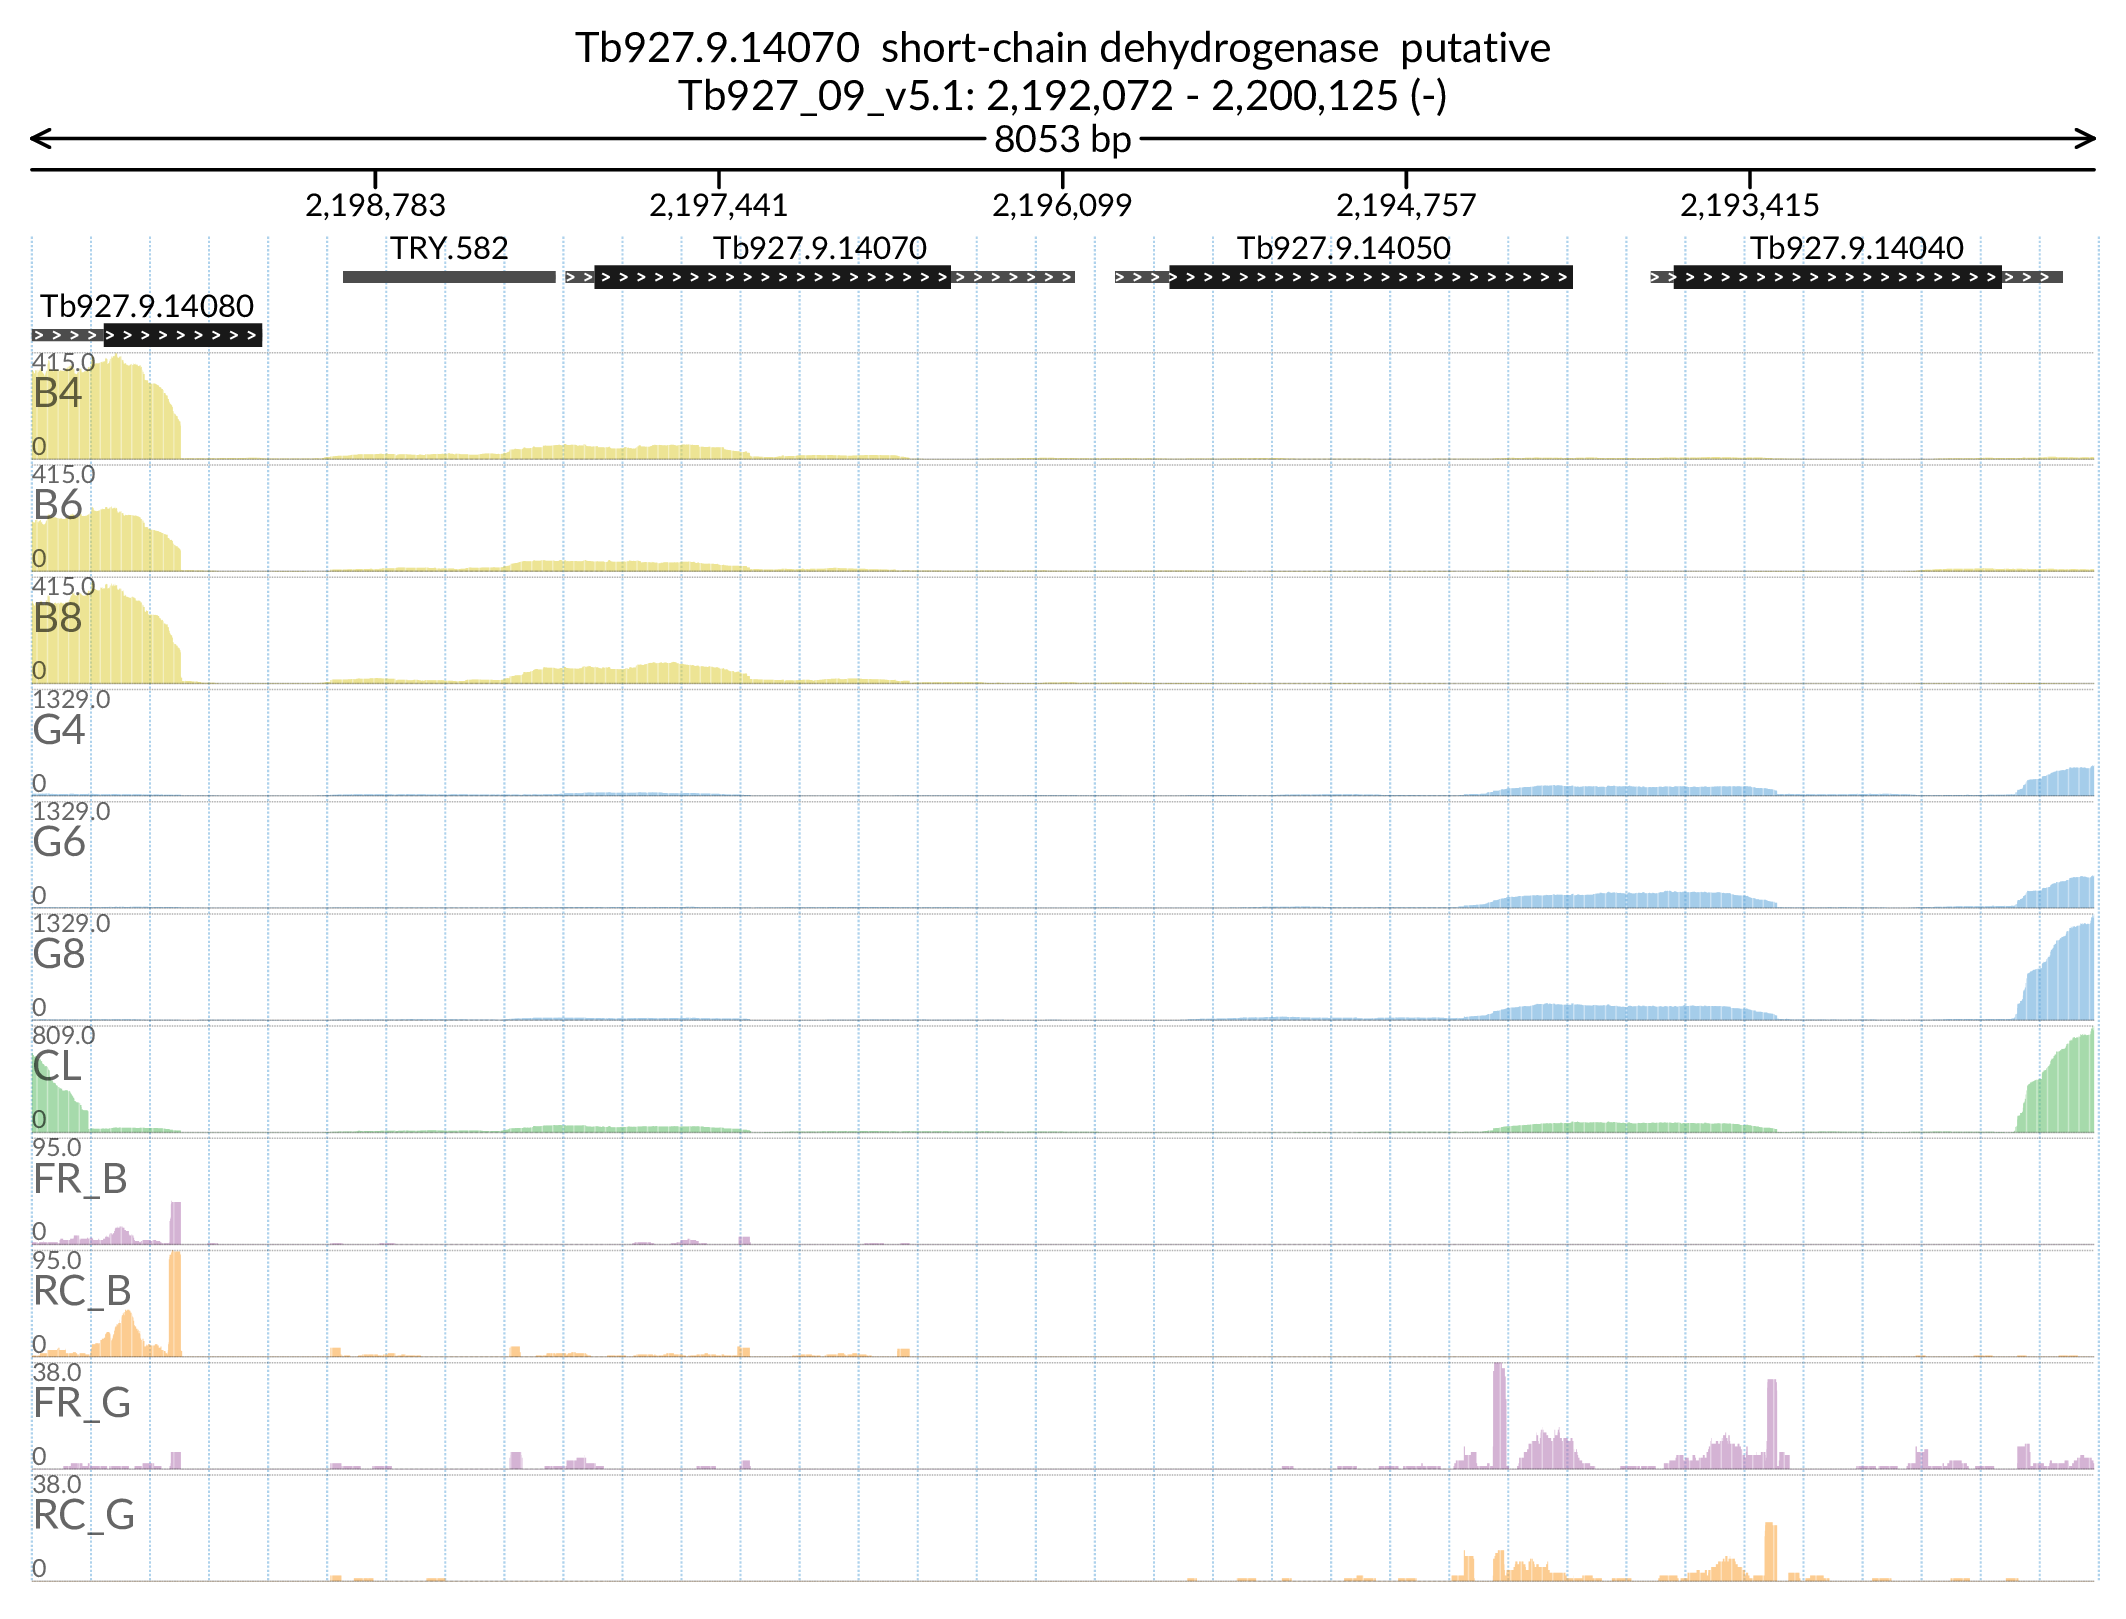 Tb927.9.14070  short-chain dehydrogenase  putative
Tb927_09_v5.1: 2,192,072 - 2,200,125 (-)
8053 bp
2,198,783 2,197,441 2,196,099 2,194,757 2,193,415
TRY.582 Tb927.9.14070 Tb927.9.14050 Tb927.9.14040
Tb927.9.14080
415.0
B4
0
415.0
B6
0
415.0
B8
0
1329.0
G4
0
1329.0
G6
0
1329.0
G8
0
809.0
CL
0
95.0
FR_B
0
95.0
RC_B
0
38.0
FR_G
0
38.0
RC_G
0